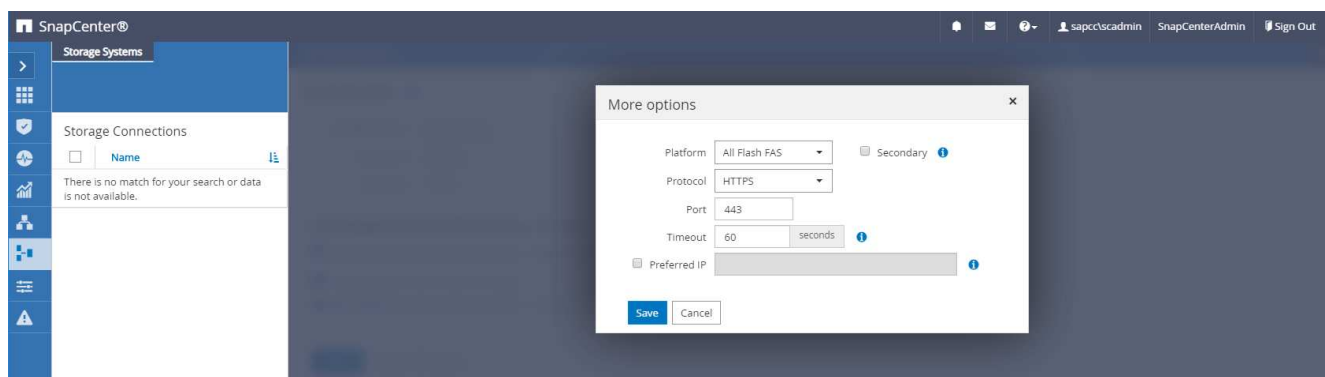 SnapCenter®
sapcc\scadmin SnapCenterAdmin Sign Out
Storage Systems
Storage Connections
Name
There is no match for your search or data
is not available.
More options
Platform All Flash FAS Secondary
Protocol HTTPS
Port 443
Timeout 60 seconds
Preferred IP
Save Cancel